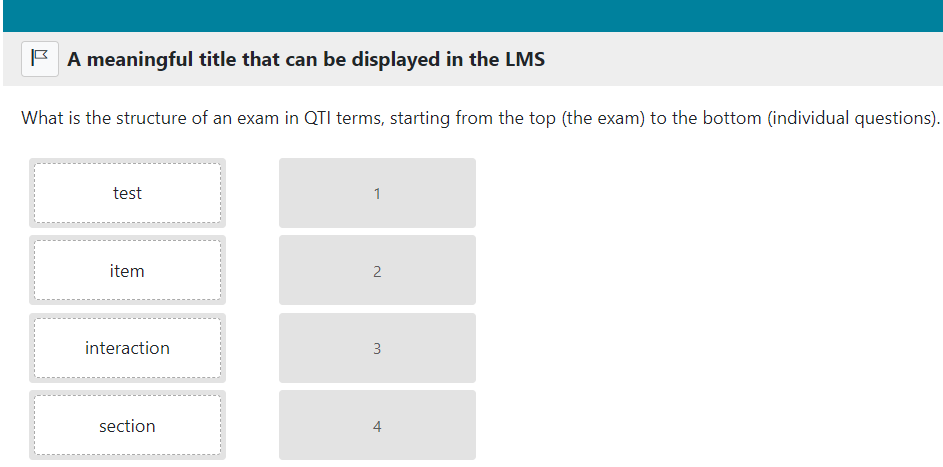 A meaningful title that can be displayed in the LMS
What is the structure of an exam in QTI terms, starting from the top (the exam) to the bottom (individual questions).
test
1
item
2
interaction
3
section
4